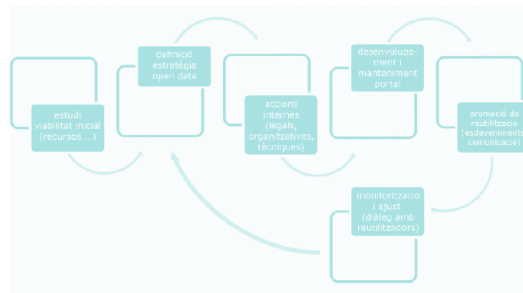 estudi
viabilitat inicial
(recursos ...)
definició
estratègia
open data
accions
internes
(legals,
organitzatives,
tècniques)
desenvolupa-
ment i
manteniment
portal
promoció de
reutilització
(esdeveniments,
comunicació)
monitorització
i ajust
(diàleg amb
reutilitzadors)